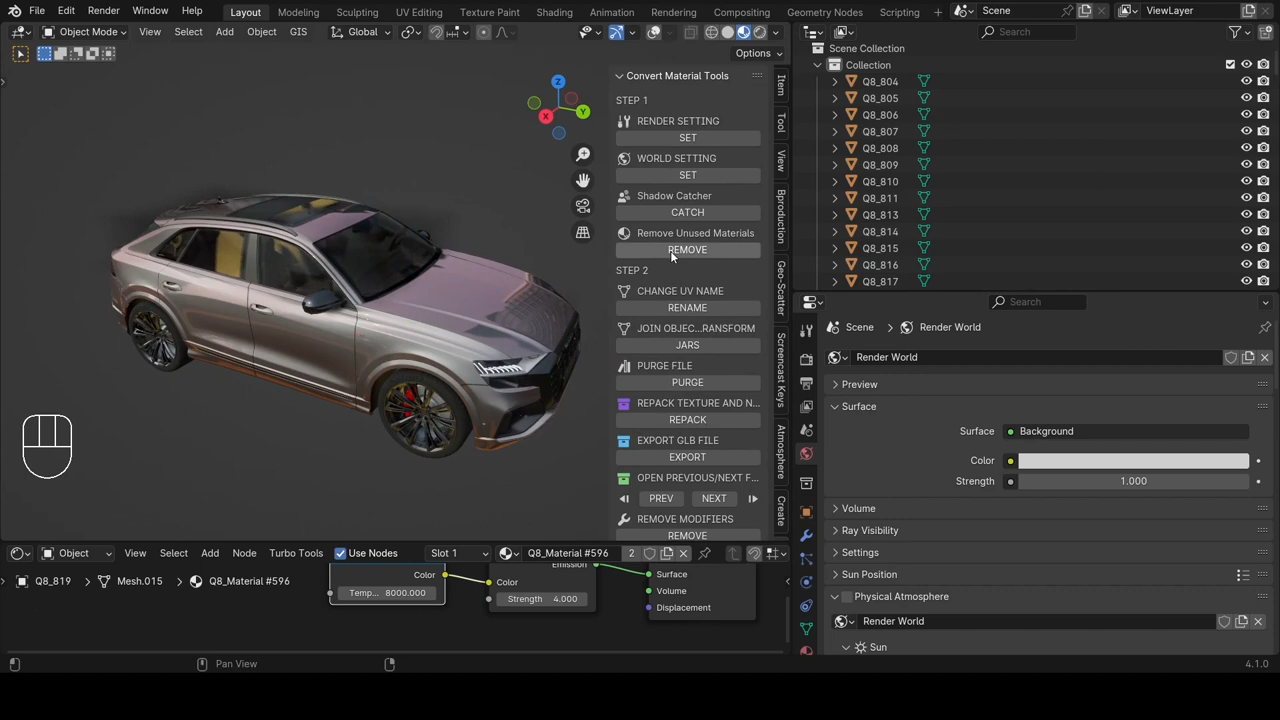 File Edit Render Window Help Layout Modeling Sculpting UV Editing Texture Paint Shading Animation Rendering Compositing Geometry Nodes Scripting Scene ViewLayer
Object Mode View Select Add Object GIS Global
Options
Search
Scene Collection
Collection
Q8_804
Q8_805
Q8_806
Q8_807
Q8_808
Q8_809
Q8_810
Q8_811
Q8_813
Q8_814
Q8_815
Q8_816
Q8_817
Z
Y
X
Convert Material Tools
STEP 1
RENDER SETTING
SET
WORLD SETTING
SET
Shadow Catcher
CATCH
Remove Unused Materials
REMOVE
STEP 2
CHANGE UV NAME
RENAME
JOIN OBJEC...RANSFORM
JARS
PURGE FILE
PURGE
REPACK TEXTURE AND N...
REPACK
EXPORT GLB FILE
EXPORT
OPEN PREVIOUS/NEXT F...
PREV NEXT
REMOVE MODIFIERS
REMOVE
Item
Tool
View
Bproduction
Geo-Scatter
Screencast Keys
Atmosphere
Create
Search
Scene Render World
Render World
Preview
Surface
Surface Background
Color
Strength 1.000
Volume
Ray Visibility
Settings
Sun Position
Physical Atmosphere
Render World
Sun
Object View Select Add Node Turbo Tools Use Nodes Slot 1 Q8_Material #596 2
Q8_819 Mesh.015 Q8_Material #596
Color
Temp... 8000.000
Emission
Color
Strength 4.000
Surface
Volume
Displacement
Pan View
4.1.0